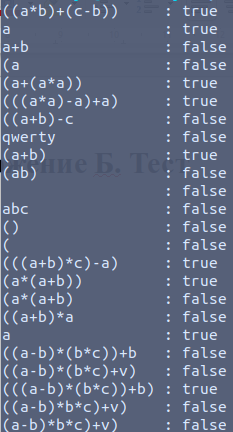 ((a*b)+(c-b)) : true
a : true
a+b : false
(a : false
(a+(a*a)) : true
(((a*a)-a)+a) : true
((a+b)-c : false
qwerty : false
(a+b) : true
(ab) : false
: false
abc : false
() : false
( : false
(((a+b)*c)-a) : true
(a*(a+b)) : true
(a*(a+b) : false
((a+b)*a : false
a : true
((a-b)*(b*c))+b : false
((a-b)*(b*c)+v) : false
(((a-b)*(b*c))+b) : true
((a-b)*b*c)+v) : false
(a-b)*b*c)+v) : false